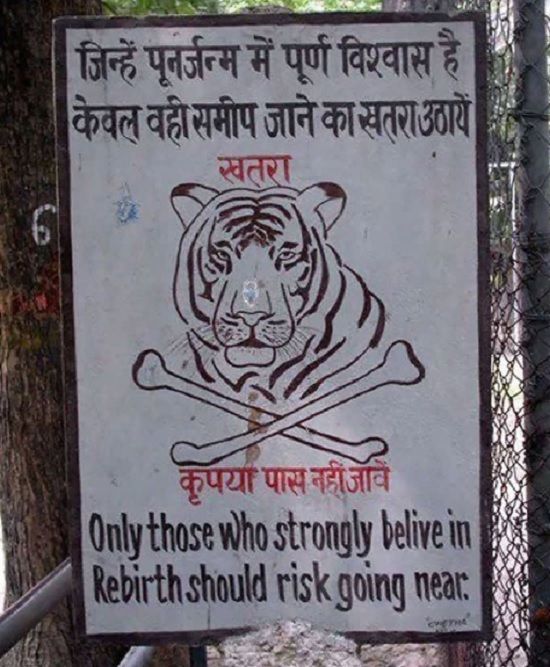 जिन्हें पूनर्जन्म में पूर्ण विश्वास है
केवल वही समीप जाने का खतरा उठायें
खतरा
कृपया पास नहीं जावें
Only those who strongly belive in
Rebirth should risk going near.
6